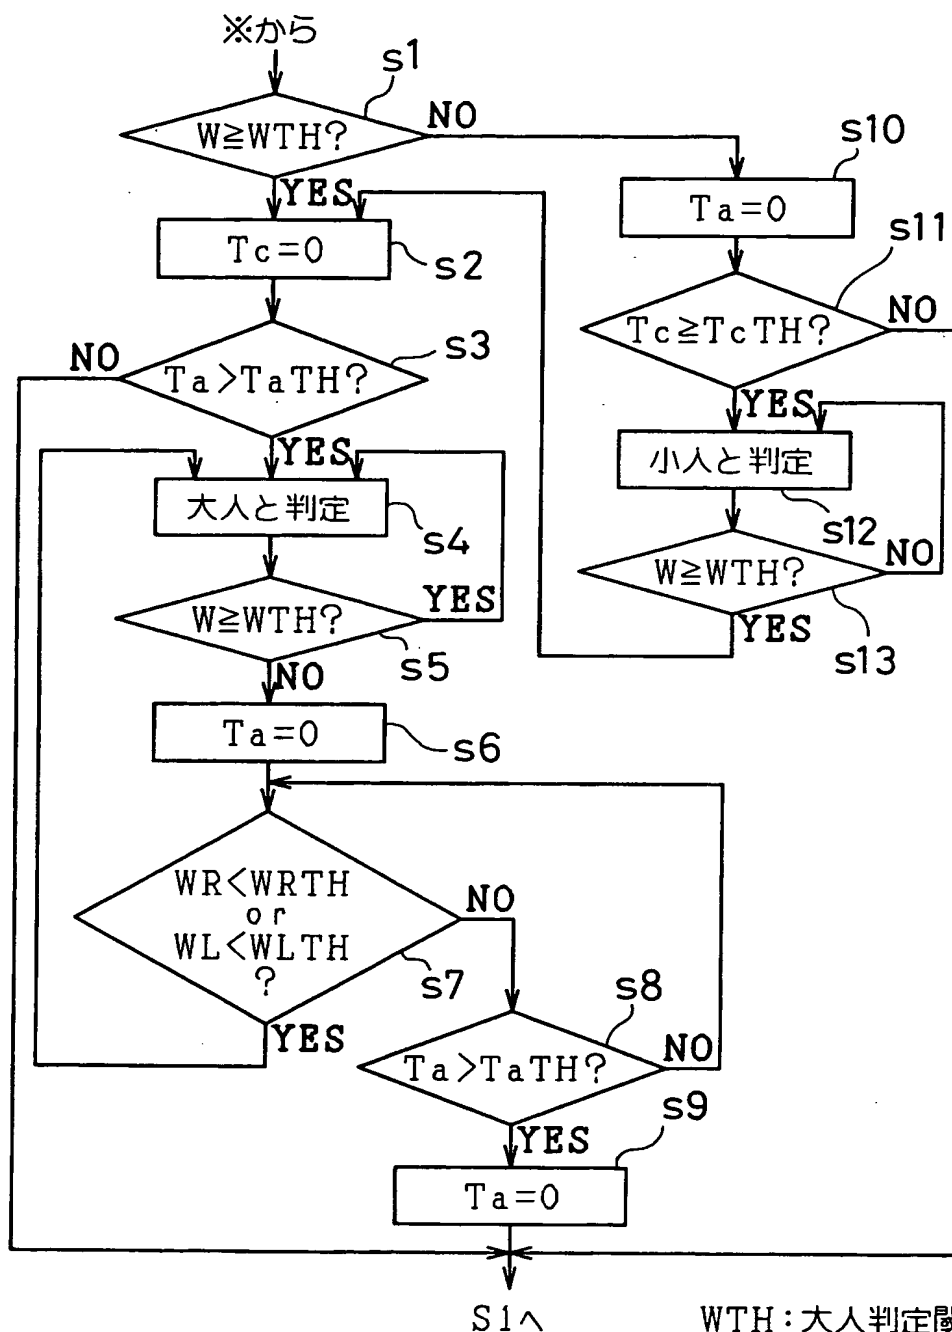 ※から
s1
W≧WTH?
NO
YES
s10
Ta=0
Tc=0
s2
s11
Tc≧TcTH?
NO
s3
NO
Ta>TaTH?
YES
YES
小人と判定
s12
大人と判定
s4
W≧WTH?
NO
YES
s13
W≧WTH?
YES
s5
NO
Ta=0
s6
WR<WRTH
or
WL<WLTH
?
NO
s7
YES
s8
Ta>TaTH?
NO
s9
YES
Ta=0
S1へ
WTH:大人判定閾